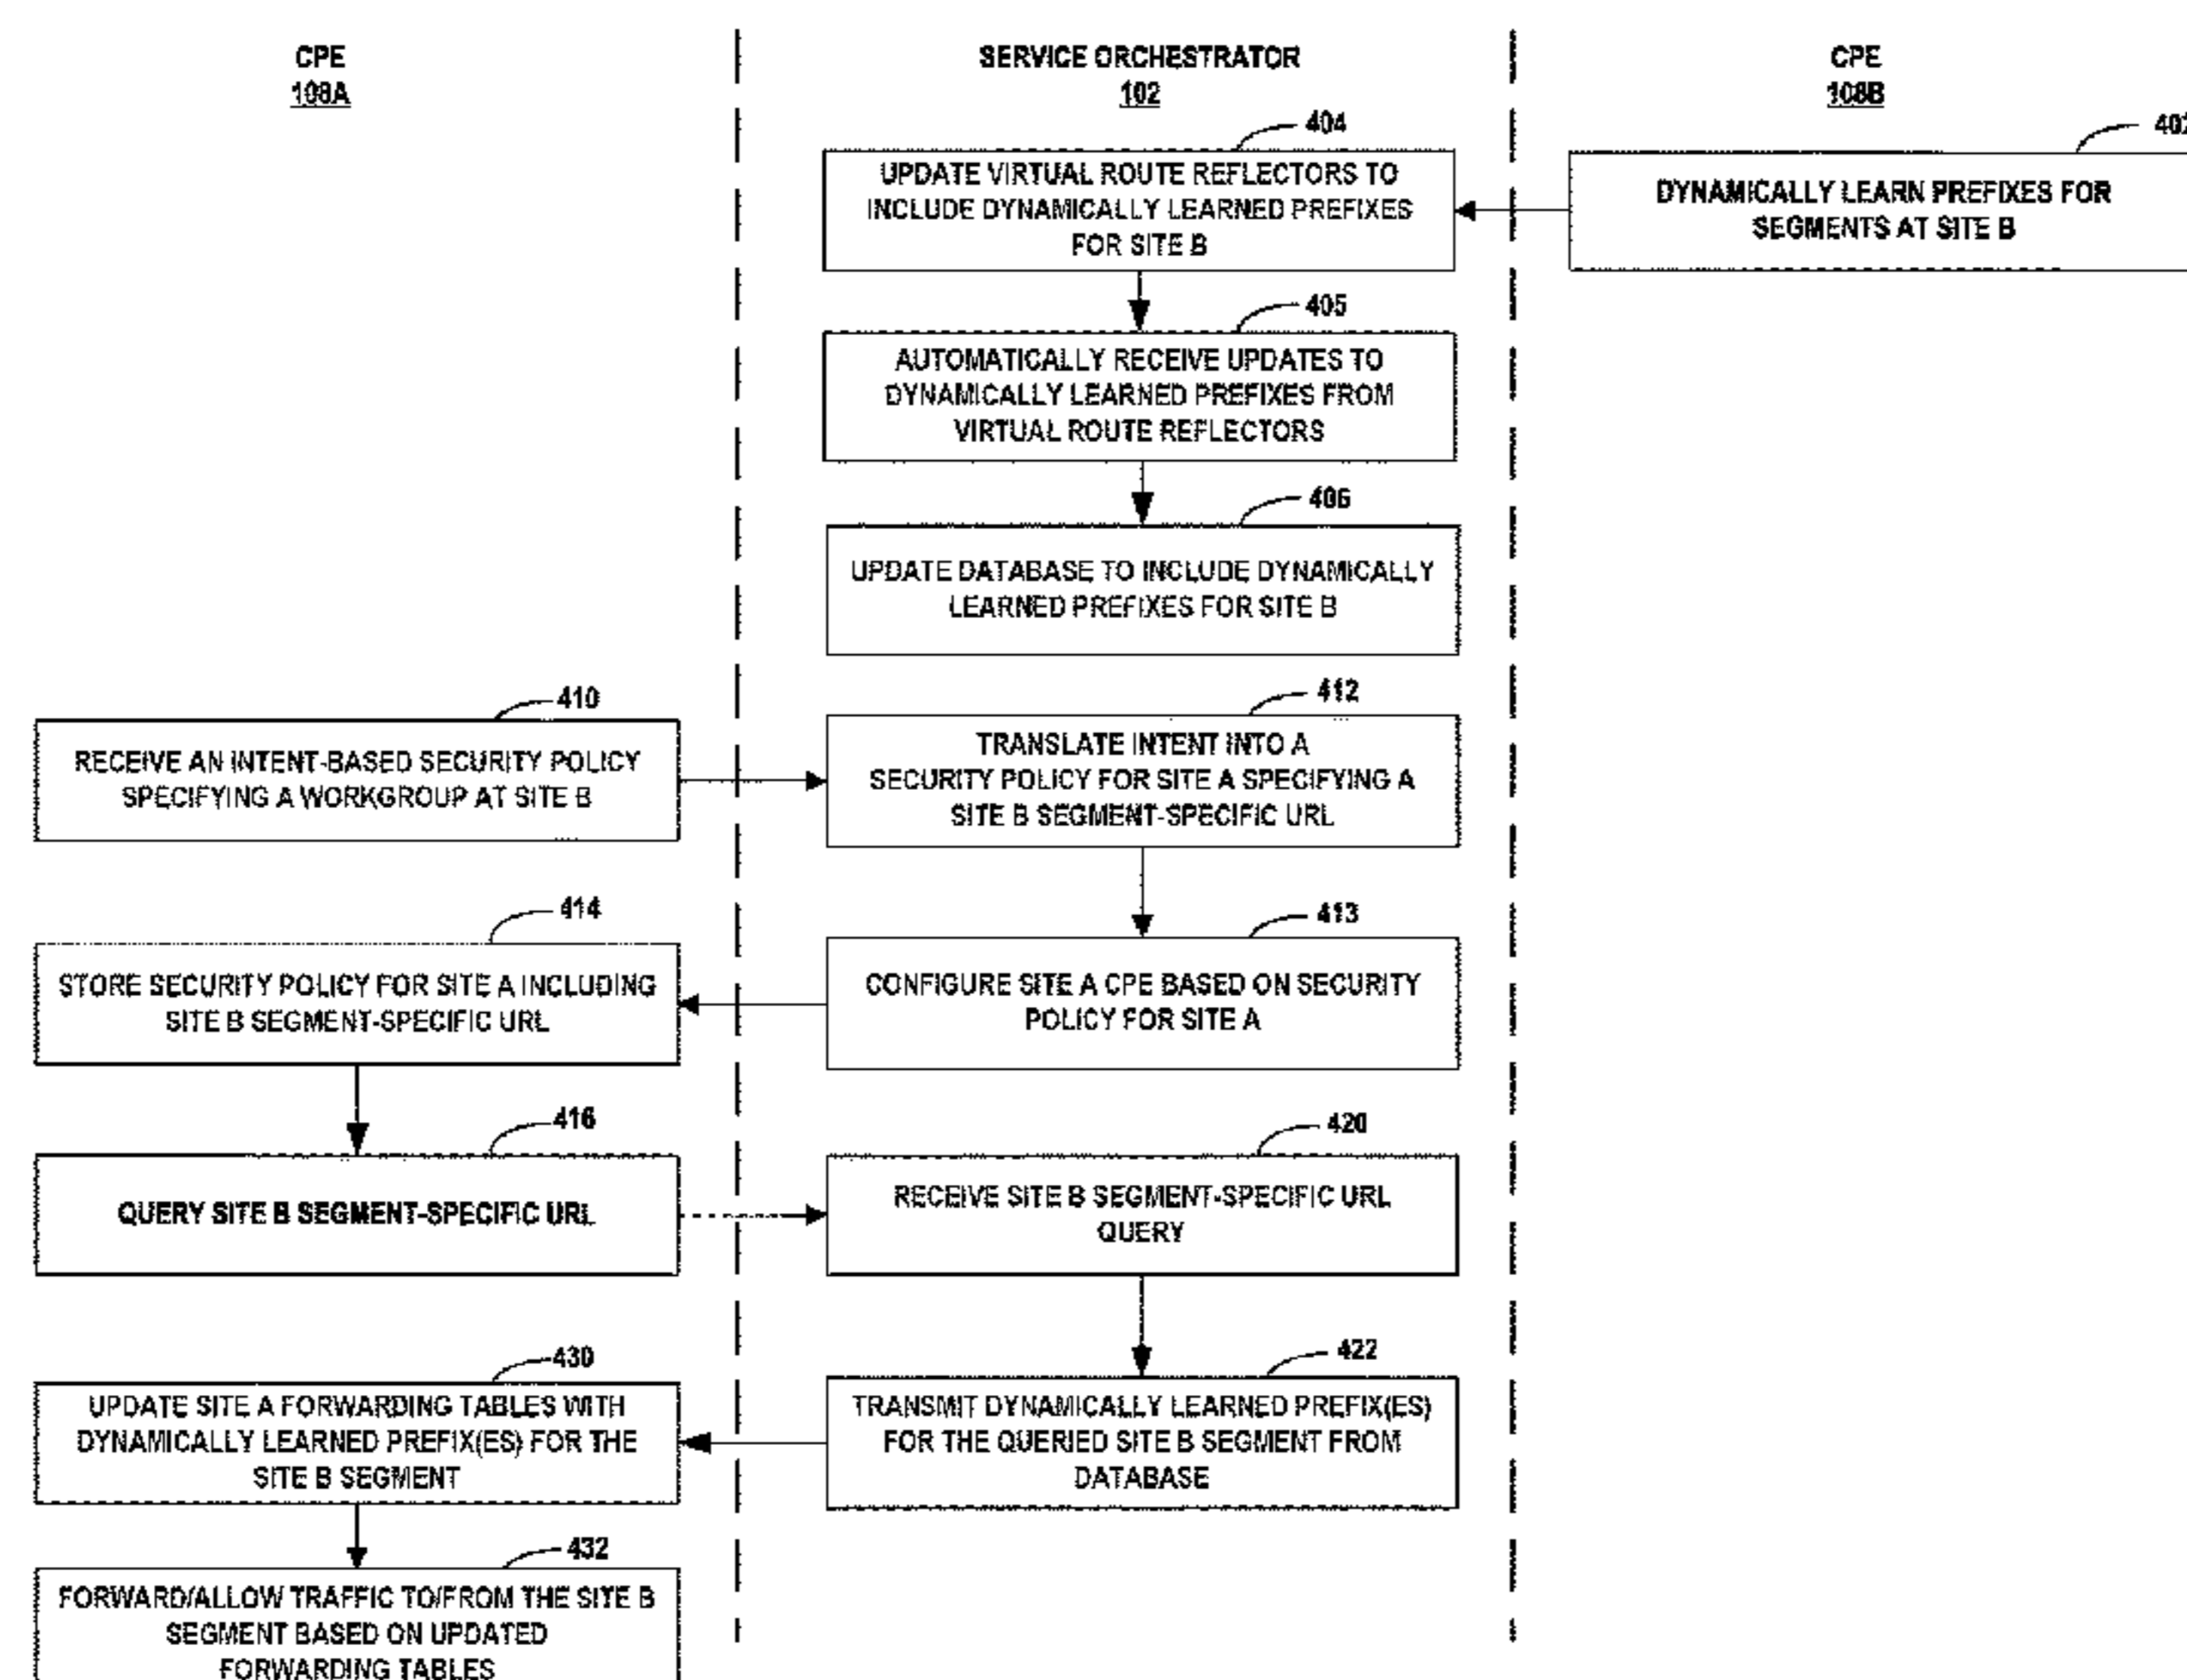 CPE
108A
SERVICE ORCHESTRATOR
102
CPE
108B
404
UPDATE VIRTUAL ROUTE REFLECTORS TO
INCLUDE DYNAMICALLY LEARNED PREFIXES
FOR SITE B
DYNAMICALLY LEARN PREFIXES FOR
SEGMENTS AT SITE B
405
AUTOMATICALLY RECEIVE UPDATES TO
DYNAMICALLY LEARNED PREFIXES FROM
VIRTUAL ROUTE REFLECTORS
406
UPDATE DATABASE TO INCLUDE DYNAMICALLY
LEARNED PREFIXES FOR SITE B
410
RECEIVE AN INTENT-BASED SECURITY POLICY
SPECIFYING A WORKGROUP AT SITE B
412
TRANSLATE INTENT INTO A
SECURITY POLICY FOR SITE A SPECIFYING A
SITE B SEGMENT-SPECIFIC URL
414
STORE SECURITY POLICY FOR SITE A INCLUDING
SITE B SEGMENT-SPECIFIC URL
413
CONFIGURE SITE A CPE BASED ON SECURITY
POLICY FOR SITE A
416
QUERY SITE B SEGMENT-SPECIFIC URL
420
RECEIVE SITE B SEGMENT-SPECIFIC URL
QUERY
430
UPDATE SITE A FORWARDING TABLES WITH
DYNAMICALLY LEARNED PREFIX(ES) FOR THE
SITE B SEGMENT
422
TRANSMIT DYNAMICALLY LEARNED PREFIX(ES)
FOR THE QUERIED SITE B SEGMENT FROM
DATABASE
432
FORWARD/ALLOW TRAFFIC TO/FROM THE SITE B
SEGMENT BASED ON UPDATED
FORWARDING TABLES